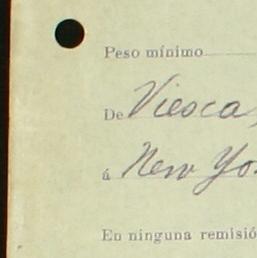 Peso mínimo
De Viesca,
á New Yo
En ninguna remisió